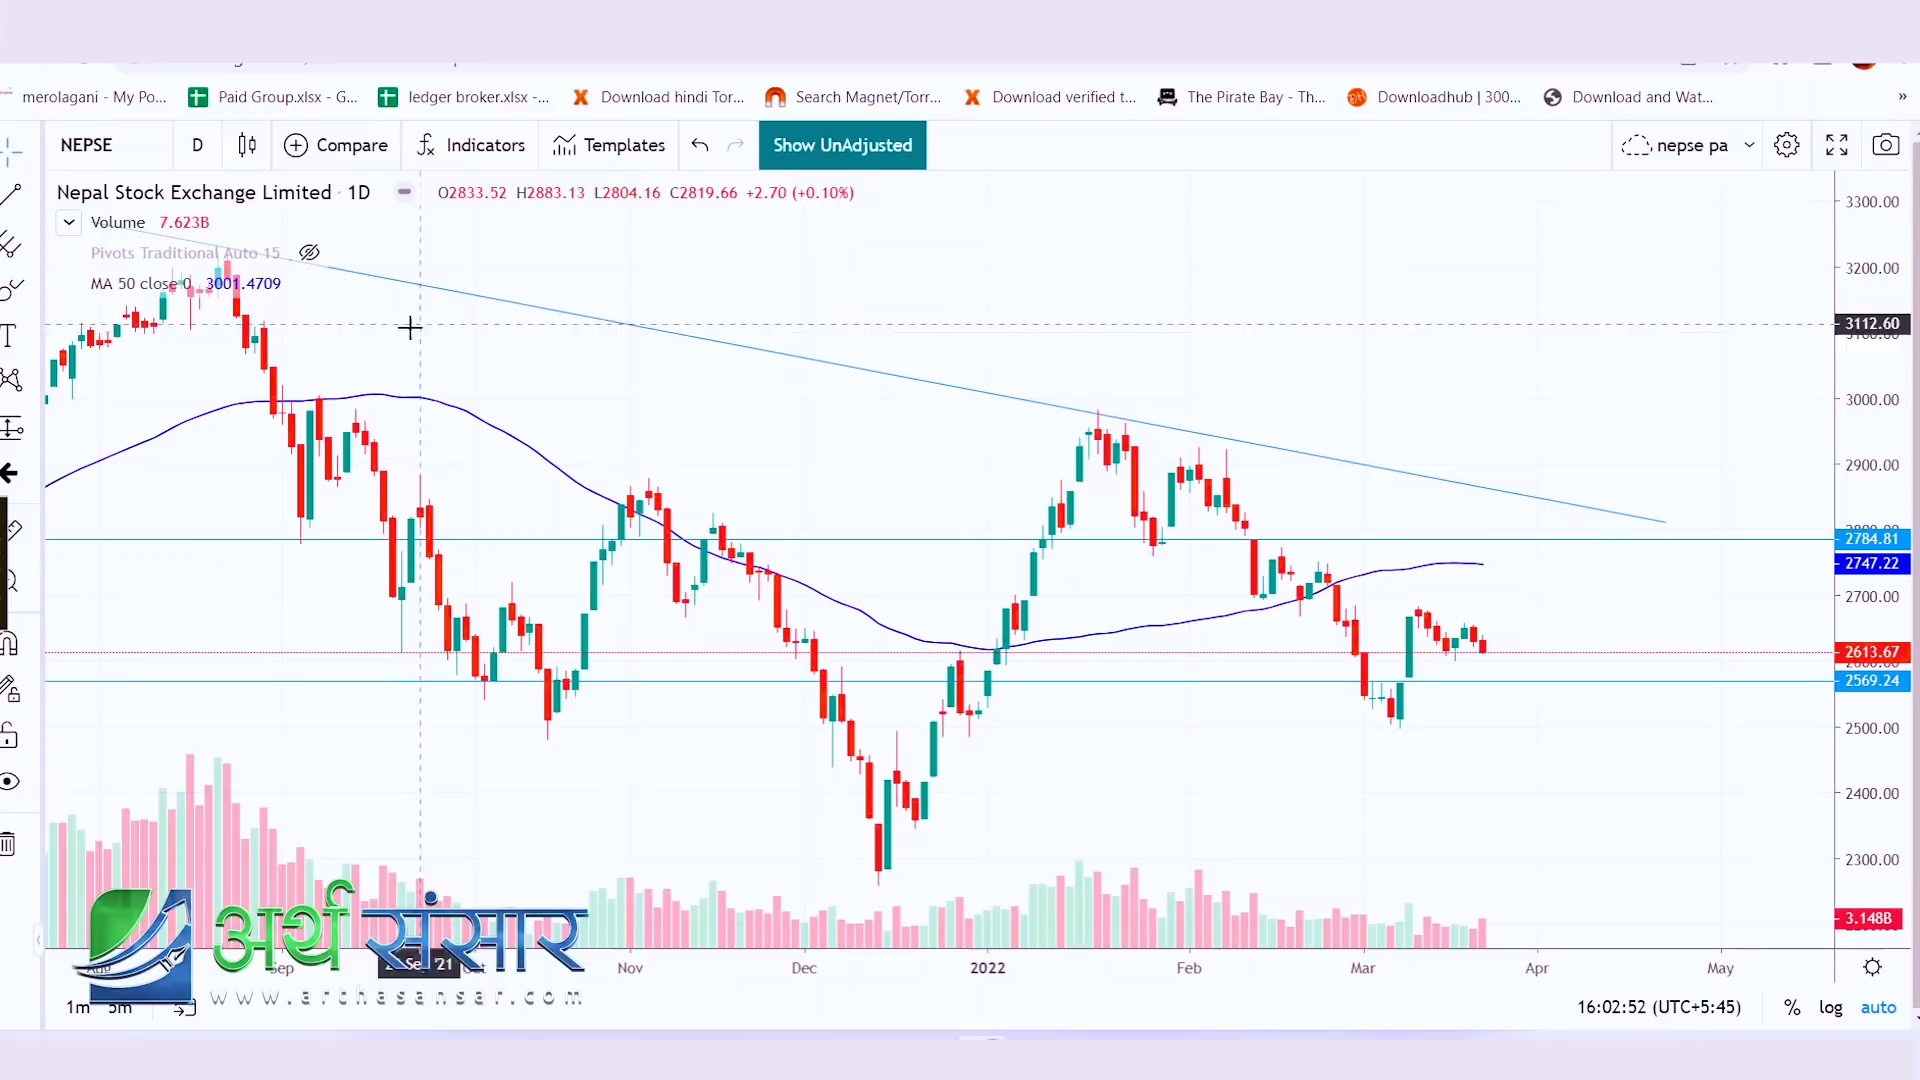 merolagani - My Po... Paid Group.xlsx - G... ledger broker.xlsx -... Download hindi Tor... Search Magnet/Torr... Download verified t... The Pirate Bay - Th... Downloadhub | 300... Download and Wat... »
NEPSE D Compare Indicators Templates Show UnAdjusted nepse pa
Nepal Stock Exchange Limited · 1D O2833.52 H2883.13 L2804.16 C2819.66 +2.70 (+0.10%)
Volume 7.623B
Pivots Traditional Auto 15
MA 50 close 0 3001.4709
3300.00
3200.00
3112.60
3000.00
2900.00
2784.81
2747.22
2700.00
2613.67
2569.24
2500.00
2400.00
2300.00
3.148B
अर्थ संसार
www.arthasansar.com
Sep Nov Dec 2022 Feb Mar Apr May
1m 5m 16:02:52 (UTC+5:45) % log auto